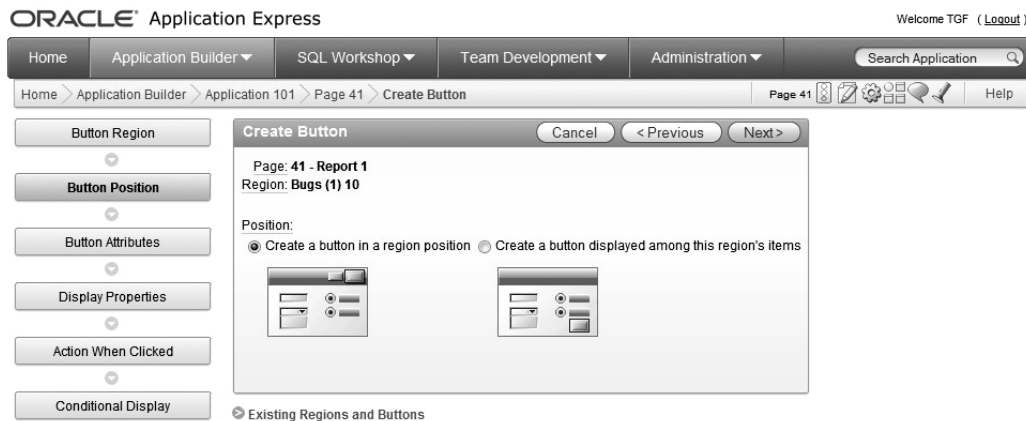 ORACLE Application Express
Welcome TGF ( Logout )
Home Application Builder SQL Workshop Team Development Administration Search Application
Home > Application Builder > Application 101 > Page 41 > Create Button Page 41 Help
Button Region
Button Position
Button Attributes
Display Properties
Action When Clicked
Conditional Display
Create Button Cancel < Previous Next >
Page: 41 - Report 1
Region: Bugs (1) 10
Position:
Create a button in a region position Create a button displayed among this region's items
Existing Regions and Buttons